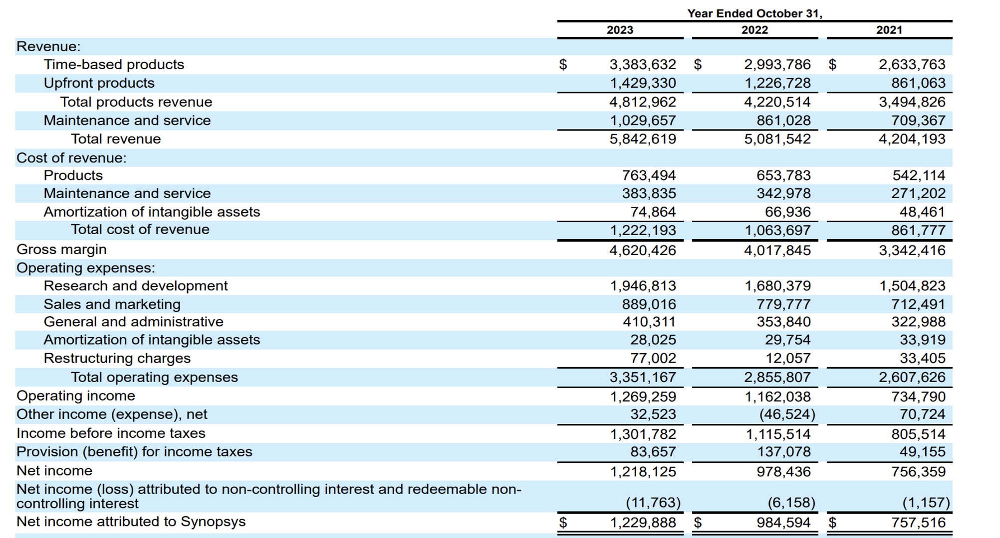 Year Ended October 31,
2023 2022 2021
Revenue:
Time-based products $ 3,383,632 $ 2,993,786 $ 2,633,763
Upfront products 1,429,330 1,226,728 861,063
Total products revenue 4,812,962 4,220,514 3,494,826
Maintenance and service 1,029,657 861,028 709,367
Total revenue 5,842,619 5,081,542 4,204,193
Cost of revenue:
Products 763,494 653,783 542,114
Maintenance and service 383,835 342,978 271,202
Amortization of intangible assets 74,864 66,936 48,461
Total cost of revenue 1,222,193 1,063,697 861,777
Gross margin 4,620,426 4,017,845 3,342,416
Operating expenses:
Research and development 1,946,813 1,680,379 1,504,823
Sales and marketing 889,016 779,777 712,491
General and administrative 410,311 353,840 322,988
Amortization of intangible assets 28,025 29,754 33,919
Restructuring charges 77,002 12,057 33,405
Total operating expenses 3,351,167 2,855,807 2,607,626
Operating income 1,269,259 1,162,038 734,790
Other income (expense), net 32,523 (46,524) 70,724
Income before income taxes 1,301,782 1,115,514 805,514
Provision (benefit) for income taxes 83,657 137,078 49,155
Net income 1,218,125 978,436 756,359
Net income (loss) attributed to non-controlling interest and redeemable non-
controlling interest (11,763) (6,158) (1,157)
Net income attributed to Synopsys $ 1,229,888 $ 984,594 $ 757,516